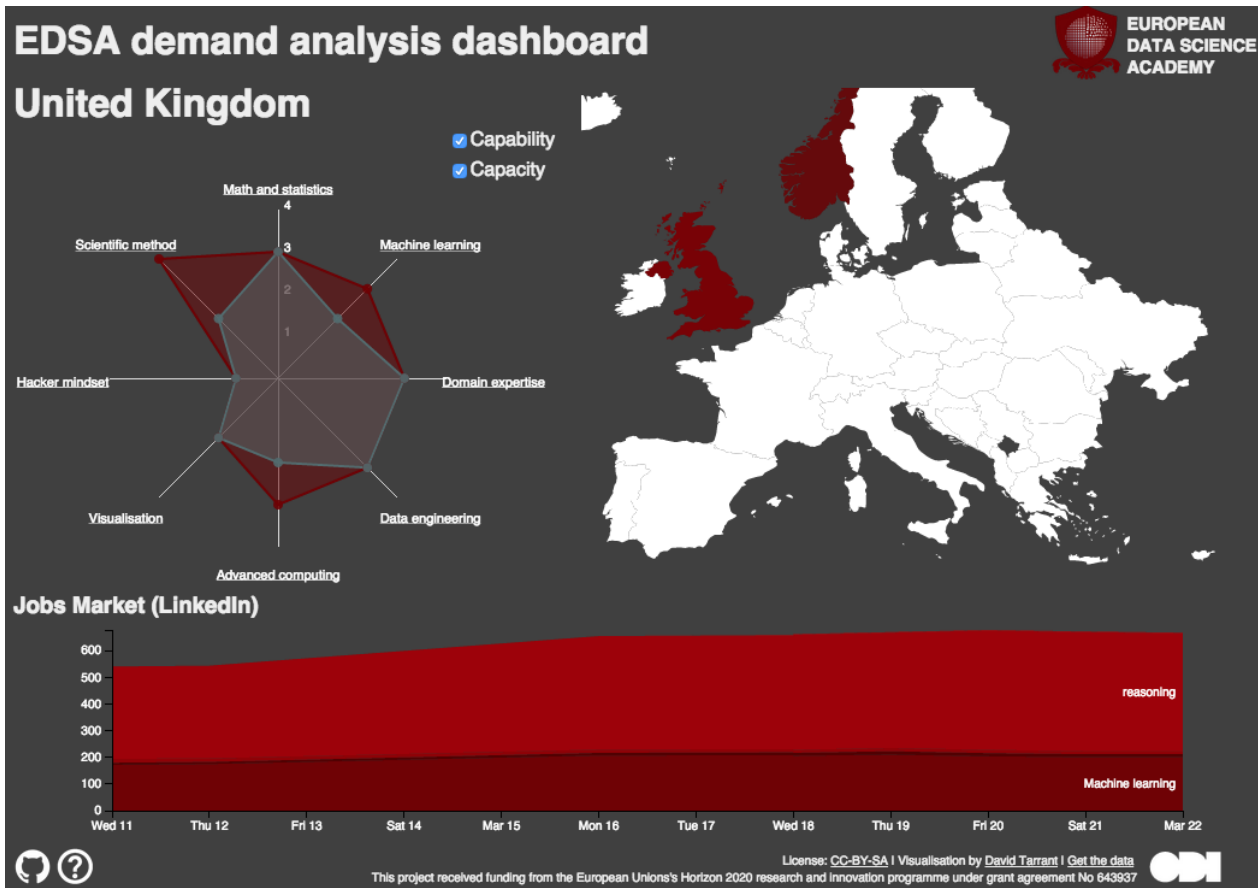 EDSA demand analysis dashboard
EUROPEAN
DATA SCIENCE
ACADEMY
United Kingdom
Capability
Capacity
Math and statistics
4
Scientific method
3
Machine learning
2
1
Hacker mindset
Domain expertise
Visualisation
Data engineering
Advanced computing
Jobs Market (LinkedIn)
600
500
400
300
200
100
0
reasoning
Machine learning
Wed 11 Thu 12 Fri 13 Sat 14 Mar 15 Mon 16 Tue 17 Wed 18 Thu 19 Fri 20 Sat 21 Mar 22
License: CC-BY-SA | Visualisation by David Tarrant | Get the data
This project received funding from the European Unions's Horizon 2020 research and innovation programme under grant agreement No 643937
?
ODI